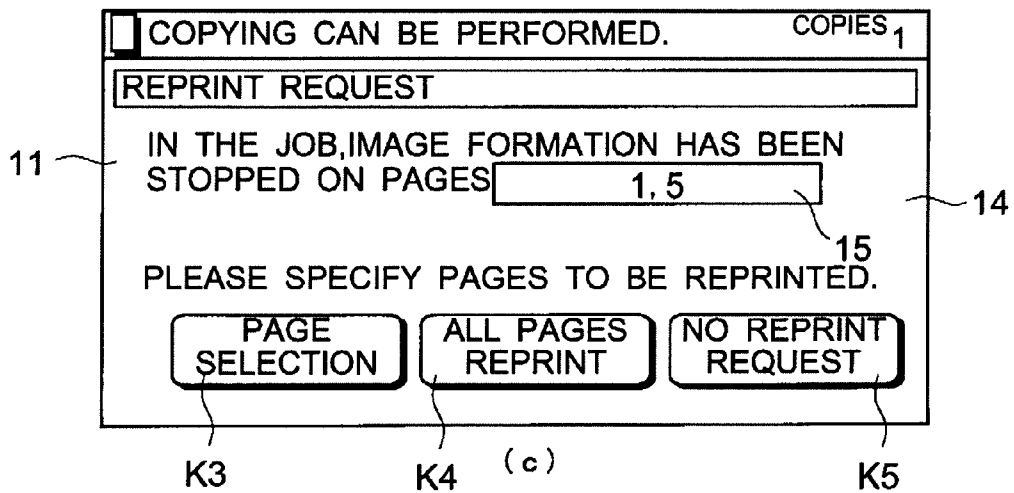 COPYING CAN BE PERFORMED. COPIES 1
REPRINT REQUEST
IN THE JOB,IMAGE FORMATION HAS BEEN
STOPPED ON PAGES 1, 5
11
14
15
PLEASE SPECIFY PAGES TO BE REPRINTED.
PAGE
SELECTION
ALL PAGES
REPRINT
NO REPRINT
REQUEST
K3
K4
(c)
K5